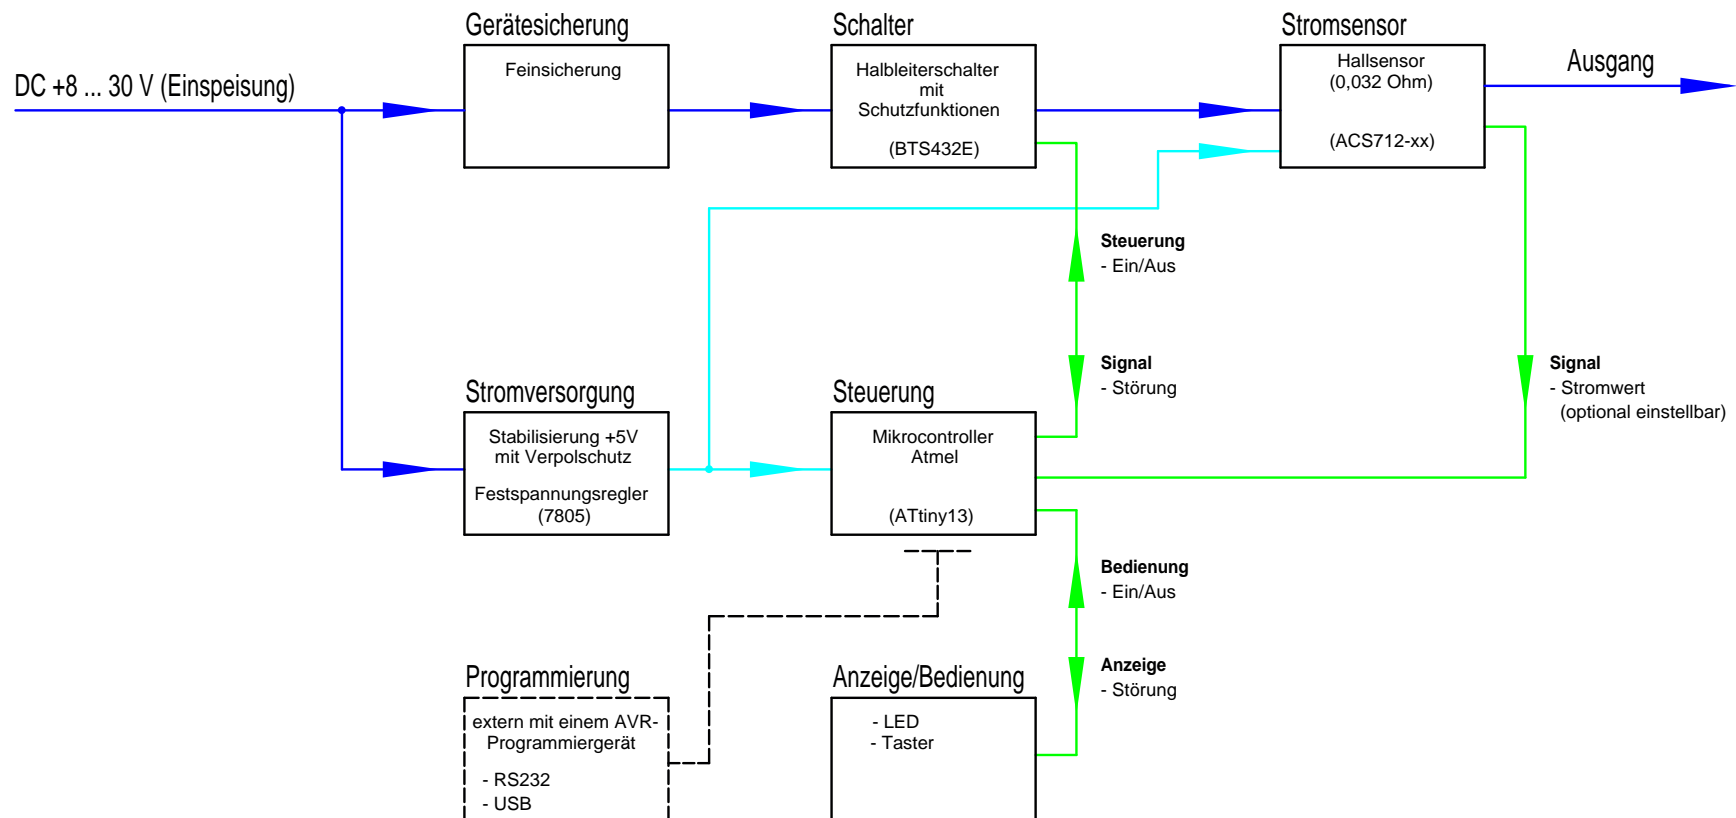 Gerätesicherung
Schalter
Stromsensor
DC +8 ... 30 V (Einspeisung)
Feinsicherung
Halbleiterschalter
mit
Schutzfunktionen
(BTS432E)
Hallsensor
(0,032 Ohm)
(ACS712-xx)
Ausgang
Steuerung
- Ein/Aus
Signal
- Störung
Signal
- Stromwert
(optional einstellbar)
Stromversorgung
Steuerung
Stabilisierung +5V
mit Verpolschutz
Festspannungsregler
(7805)
Mikrocontroller
Atmel
(ATtiny13)
Bedienung
- Ein/Aus
Anzeige
- Störung
Programmierung
Anzeige/Bedienung
extern mit einem AVR-
Programmiergerät
- RS232
- USB
- LED
- Taster